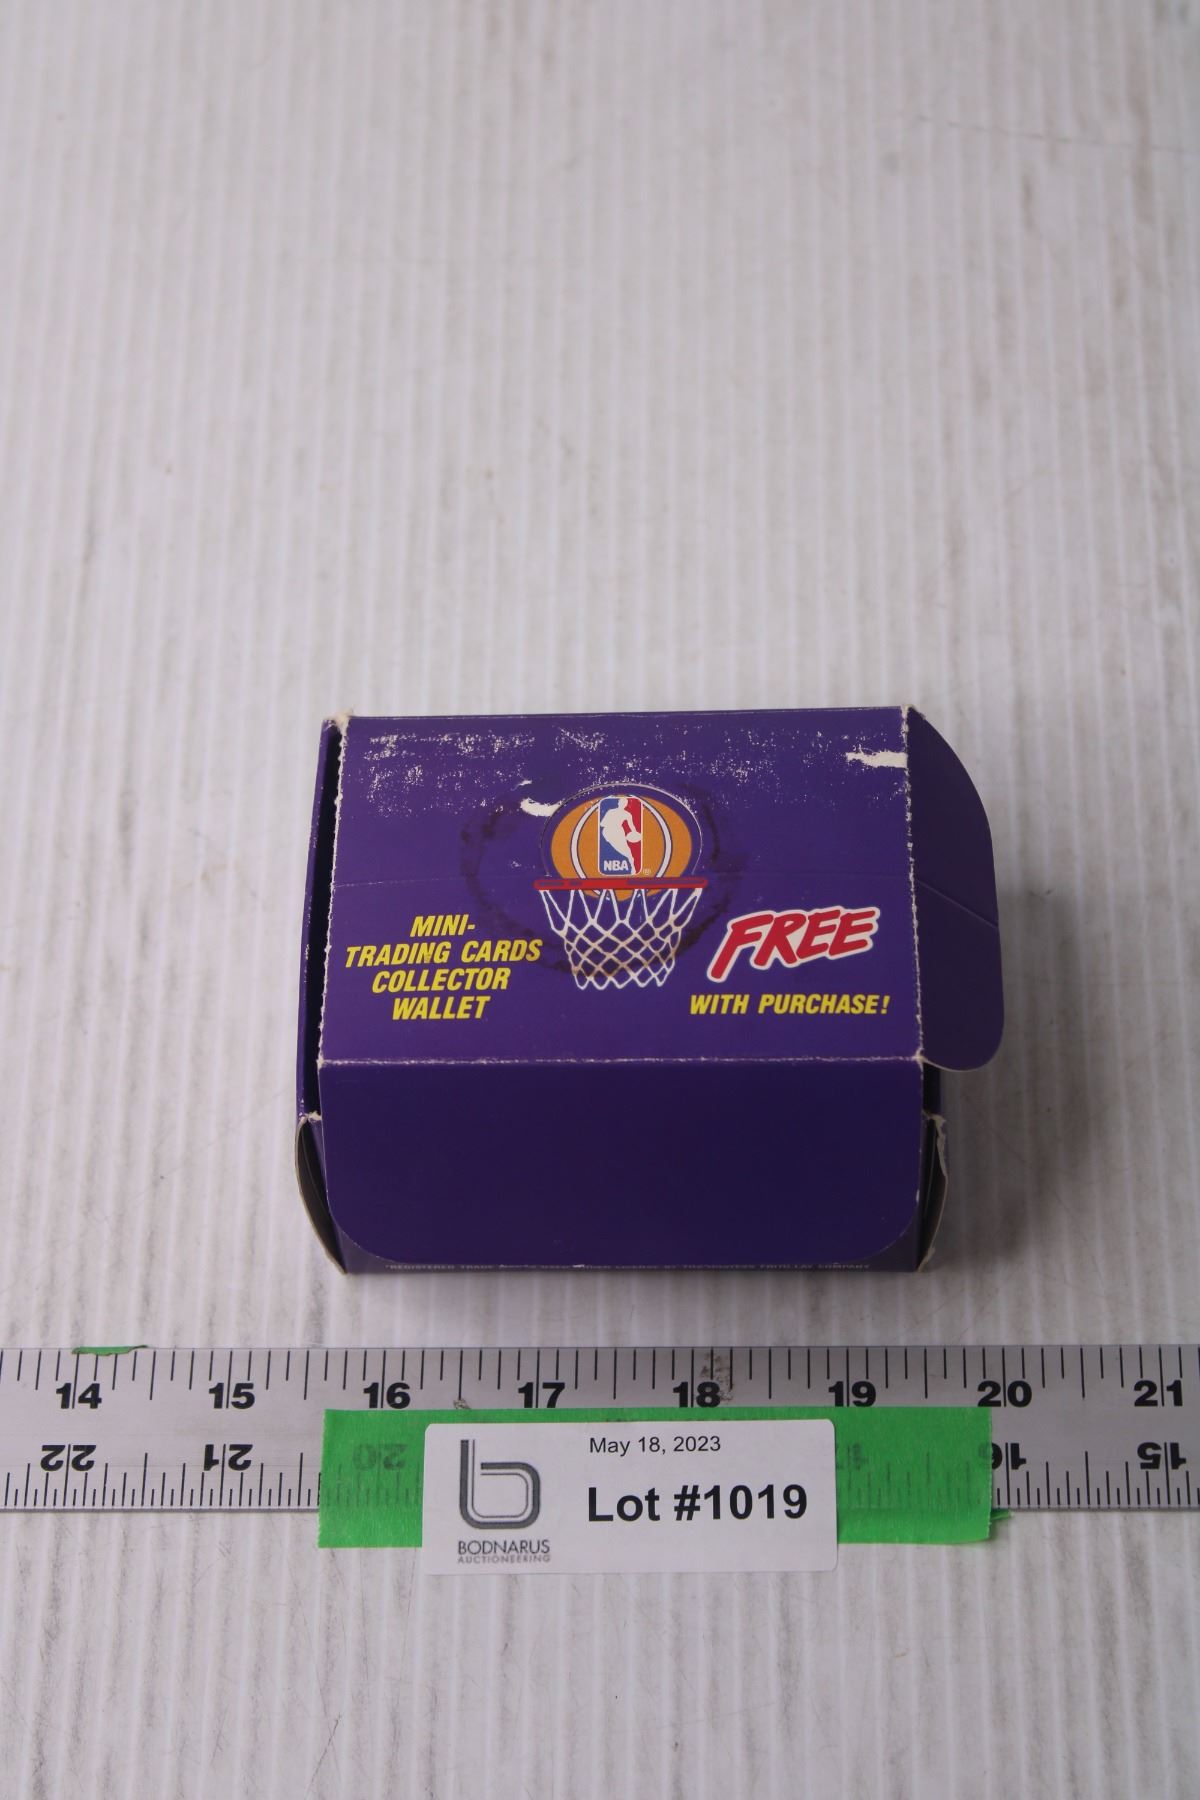 NBA
®
MINI-
TRADING CARDS
COLLECTOR
WALLET
FREE
WITH PURCHASE!
14 15 16 17 18 19 20 21
22 21 20 16 15
May 18, 2023
Lot #1019
BODNARUS
AUCTIONEERING